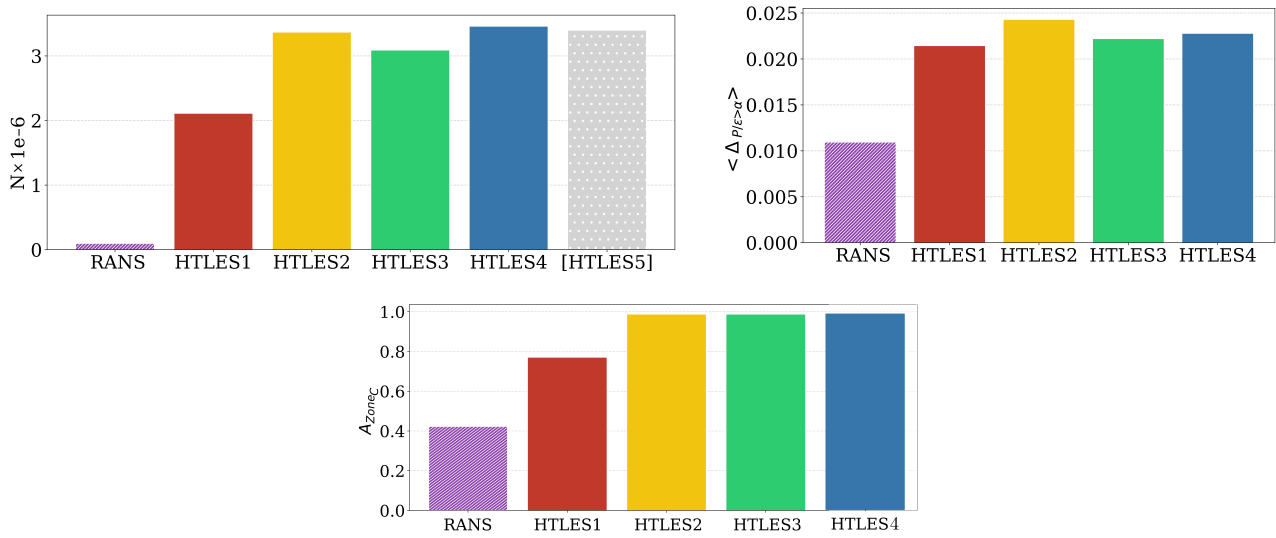 N× 1e–6
3
2
1
0
RANS HTLES1 HTLES2 HTLES3 HTLES4 [HTLES5]
< Δ P/ε>α >
0.025
0.020
0.015
0.010
0.005
0.000
RANS HTLES1 HTLES2 HTLES3 HTLES4
A ZoneC
1.0
0.8
0.6
0.4
0.2
0.0
RANS HTLES1 HTLES2 HTLES3 HTLES4